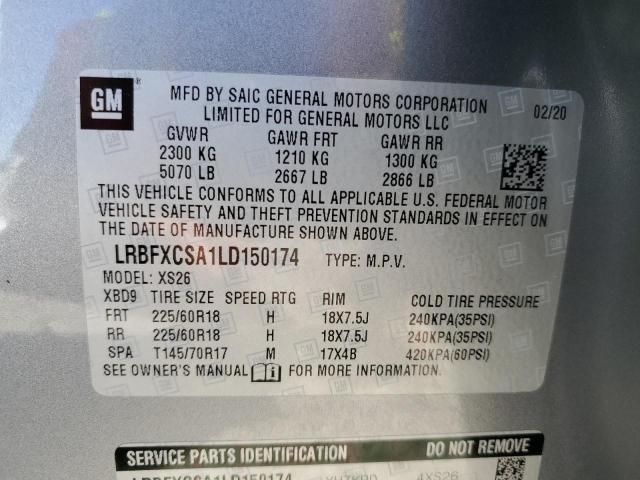 GM
MFD BY SAIC GENERAL MOTORS CORPORATION 02/20
LIMITED FOR GENERAL MOTORS LLC
GVWR GAWR FRT GAWR RR
2300 KG 1210 KG 1300 KG
5070 LB 2667 LB 2866 LB
THIS VEHICLE CONFORMS TO ALL APPLICABLE U.S. FEDERAL MOTOR
VEHICLE SAFETY AND THEFT PREVENTION STANDARDS IN EFFECT ON
THE DATE OF MANUFACTURE SHOWN ABOVE.
LRBFXCSA1LD150174 TYPE: M.P.V.
MODEL: XS26
XBD9 TIRE SIZE SPEED RTG RIM COLD TIRE PRESSURE
FRT 225/60R18 H 18X7.5J 240KPA(35PSI)
RR 225/60R18 H 18X7.5J 240KPA(35PSI)
SPA T145/70R17 M 17X4B 420KPA(60PSI)
SEE OWNER'S MANUAL FOR MORE INFORMATION.
SERVICE PARTS IDENTIFICATION DO NOT REMOVE
LRBFXCSA1LD150174 4XS26